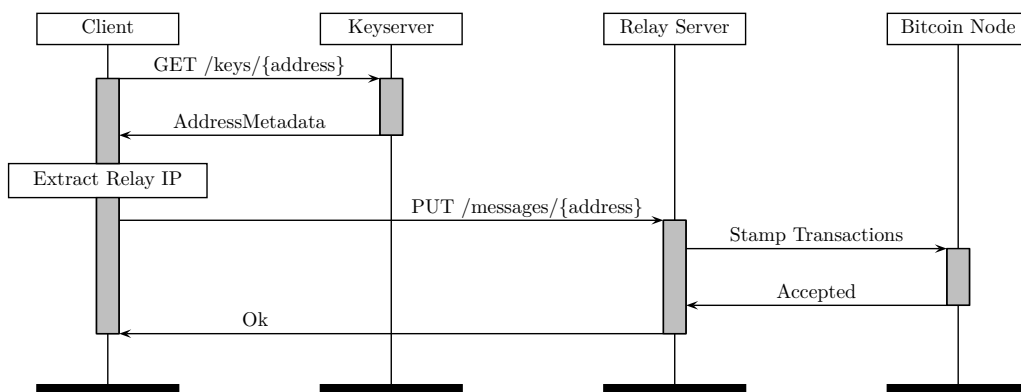 Client
Keyserver
Relay Server
Bitcoin Node
GET /keys/{address}
AddressMetadata
Extract Relay IP
PUT /messages/{address}
Stamp Transactions
Accepted
Ok